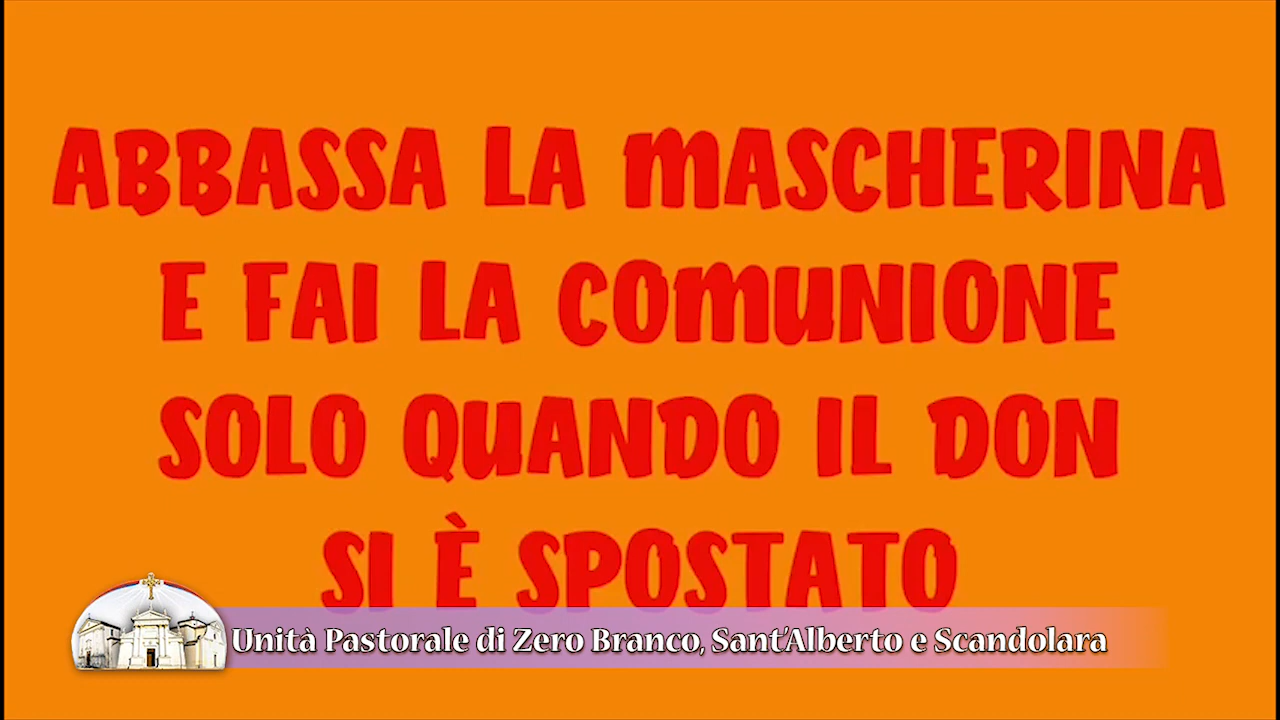 ABBASSA LA MASCHERINA
E FAI LA COMUNIONE
SOLO QUANDO IL DON
SI È SPOSTATO
Unità Pastorale di Zero Branco, Sant'Alberto e Scandolara